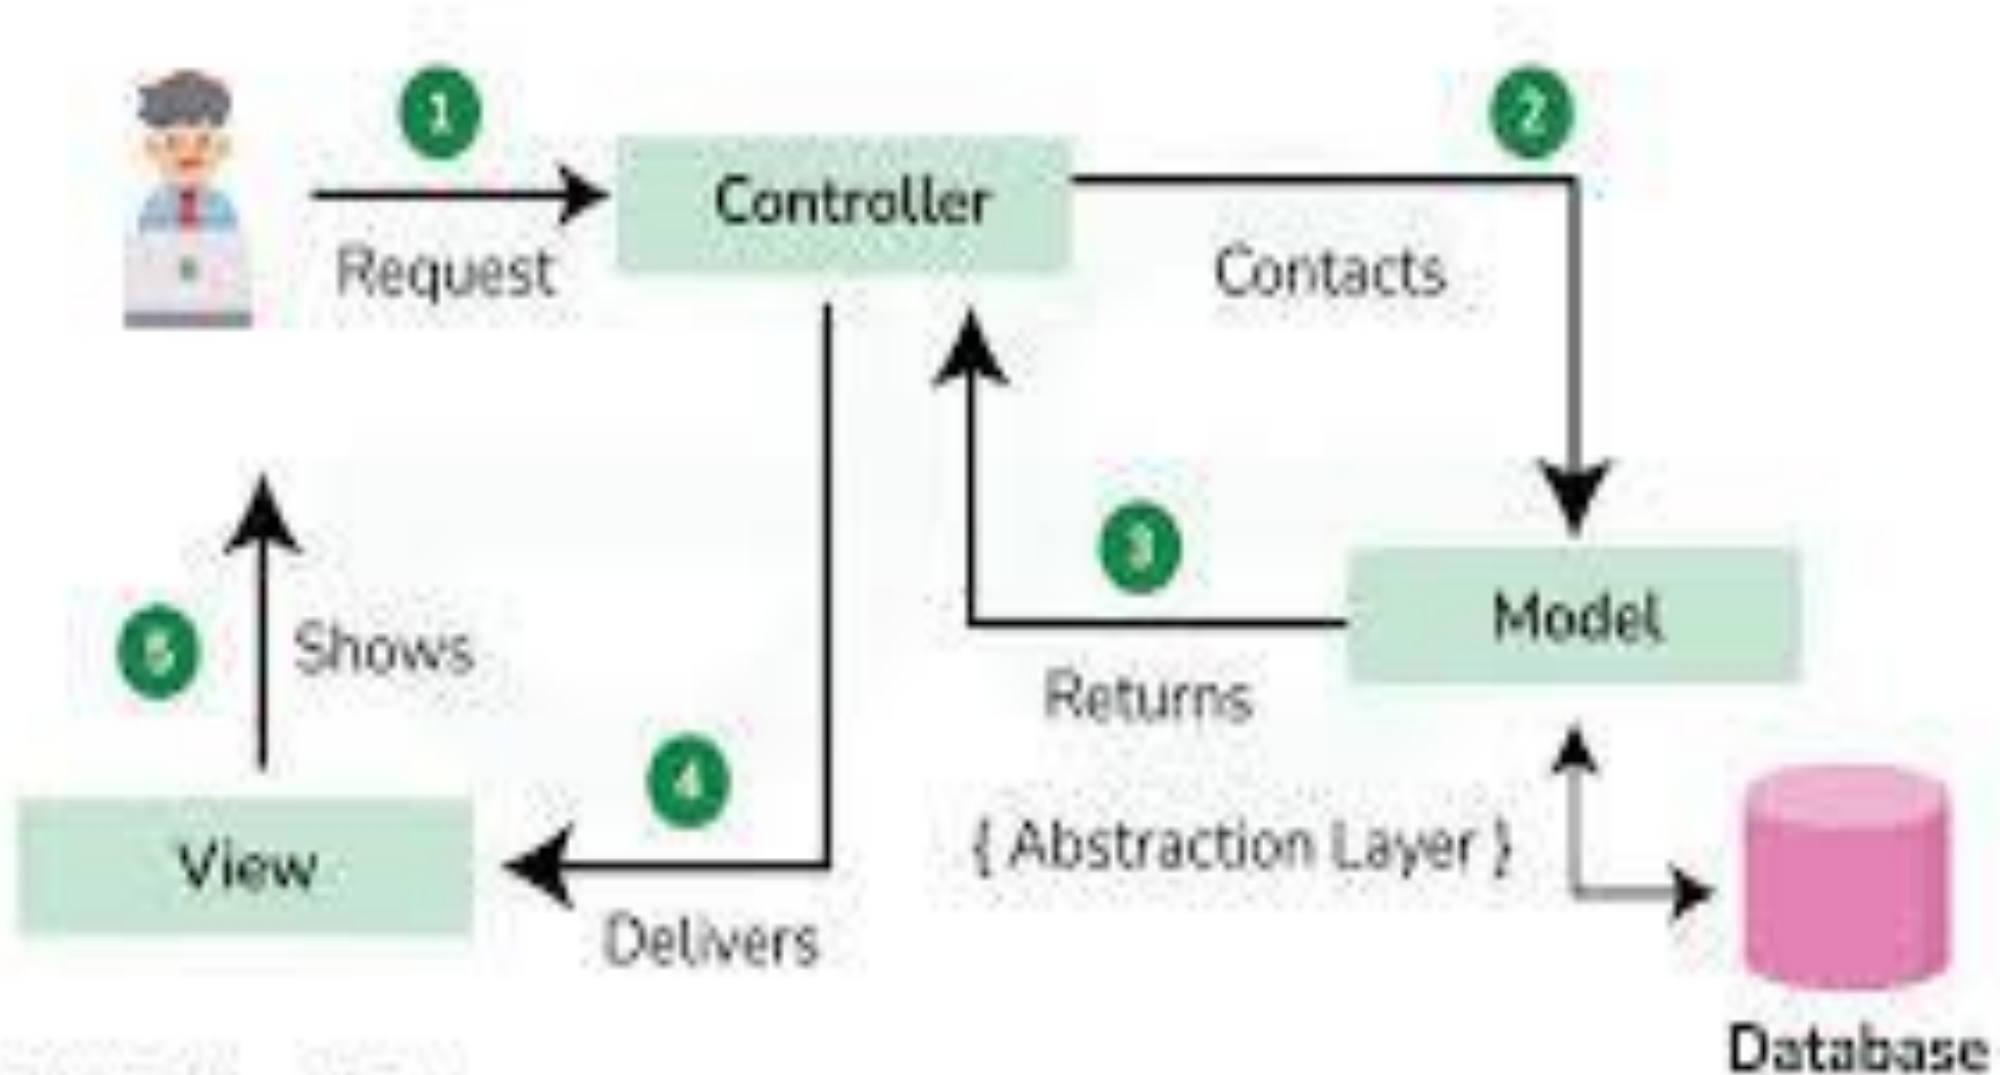 1
2
Controller
Request
Contacts
3
Model
5
Shows
Returns
4
{ Abstraction Layer }
View
Delivers
Database